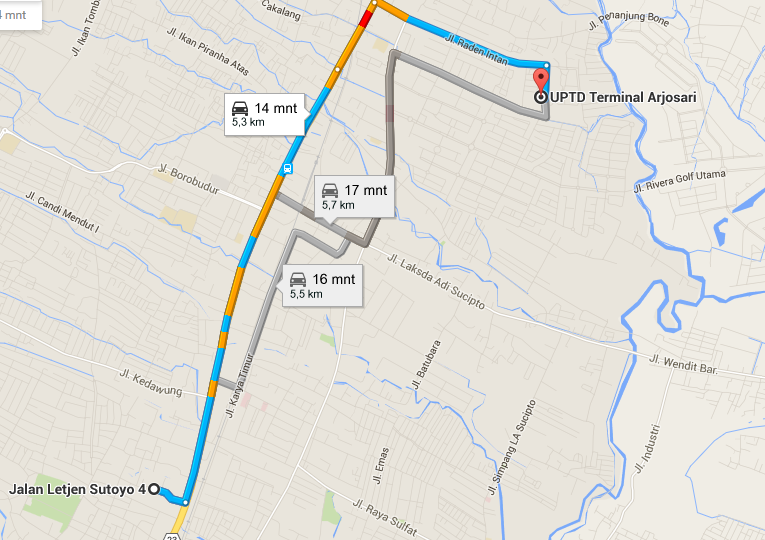 4 mnt
Jl. Ikan Tomb
Cakalang
Jl. Ikan Piranha Atas
Jl. Penanjung Bone
Jl. Raden Intan
UPTD Terminal Arjosari
14 mnt
5,3 km
Jl. Borobudur
17 mnt
5,7 km
Jl. Rivera Golf Utama
Jl. Candi Mendut I
Jl. Laksda Adi Sucipto
16 mnt
5,5 km
Jl. Kedawung
Jl. Karya Timur
Jl. Batubara
Jl. Wendit Bar.
Jl. Simpang LA Sucipto
Jl. Industri
Jl. Emas
Jalan Letjen Sutoyo 4
Jl. Raya Sulfat
23